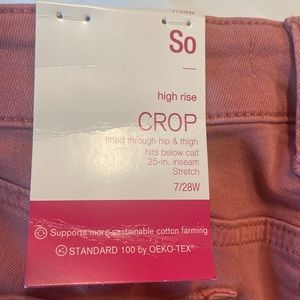 So
high rise
CROP
fitted through hip & thigh
hits below calf
25-in. inseam
Stretch
7/28W
Supports more sustainable cotton farming
STANDARD 100 by OEKO-TEX®